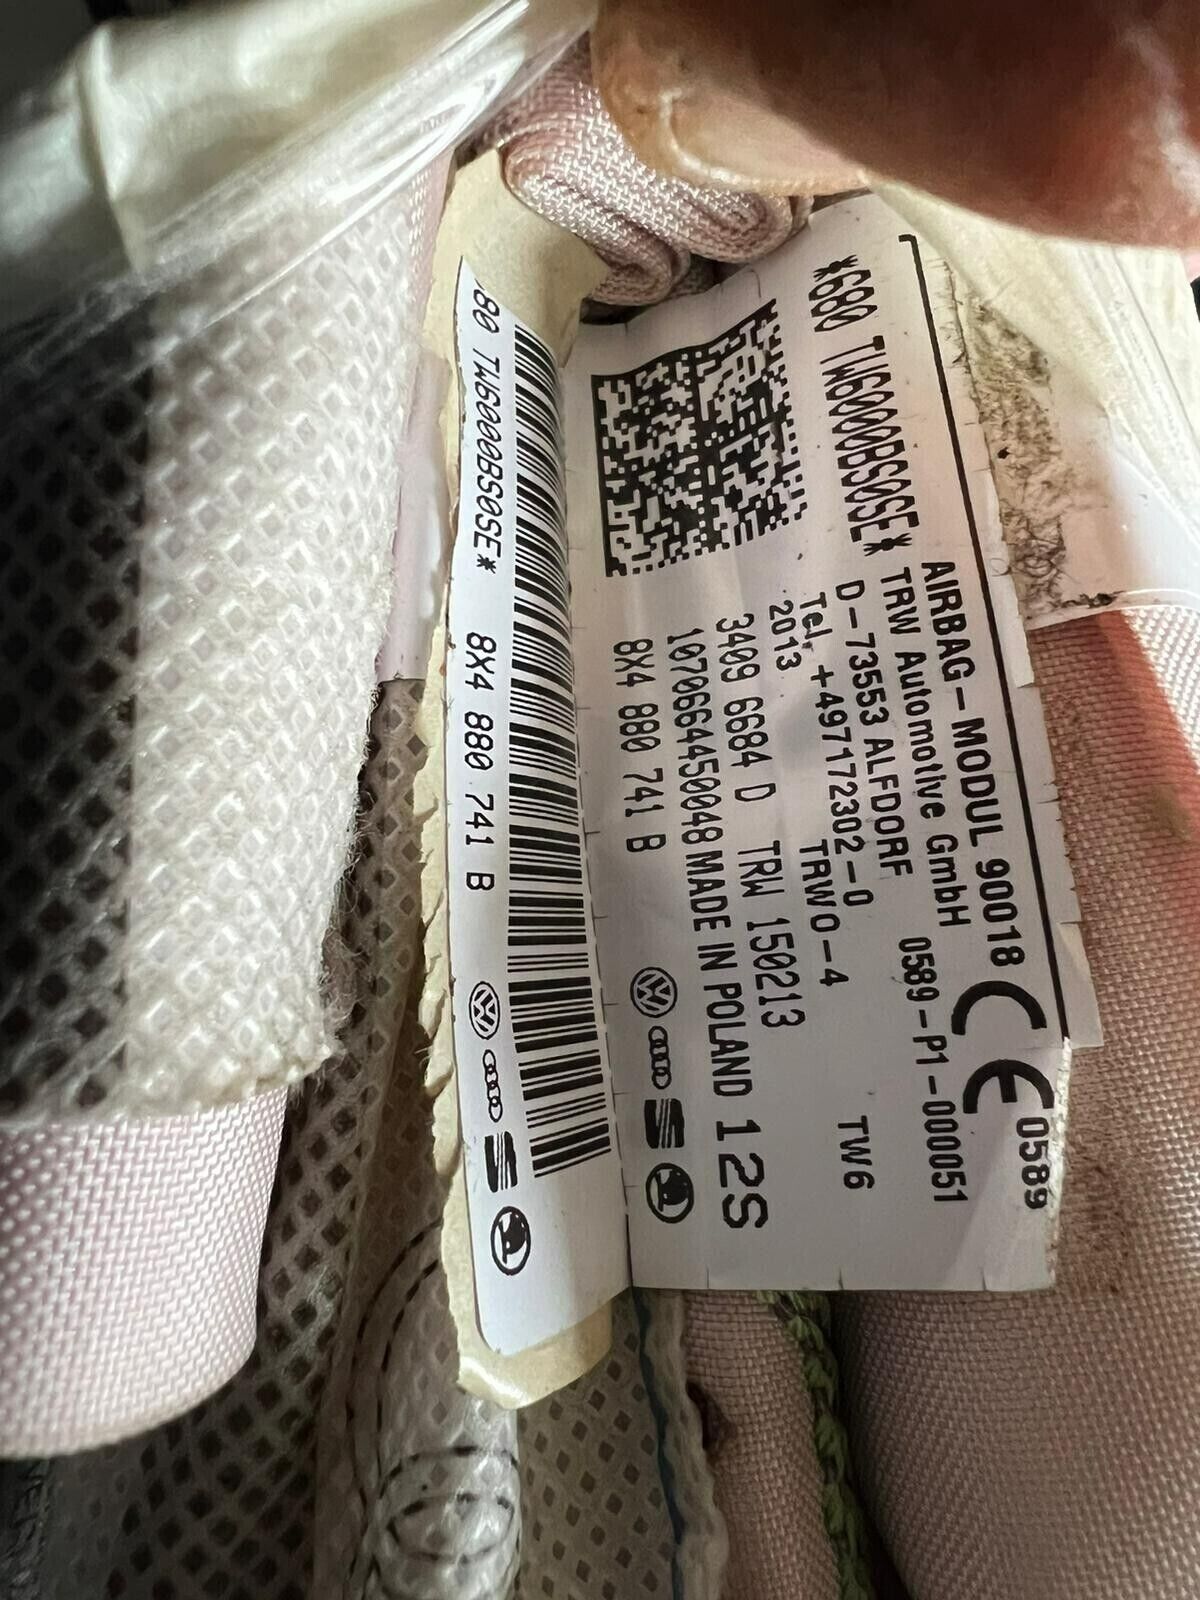 AIRBAG-MODUL 90018
TRW Automotive GmbH
D-73553 ALFDORF 0589-P1-000051
Tel. +497172302-0
2013 TRWO-4 TW6
3409 6684 D TRW 150213
1070664450048 MADE IN POLAND 12S
8X4 880 741 B
*680 TW6000BS0SE*
0589
80 TW6000BS0SE* 8X4 880 741 B